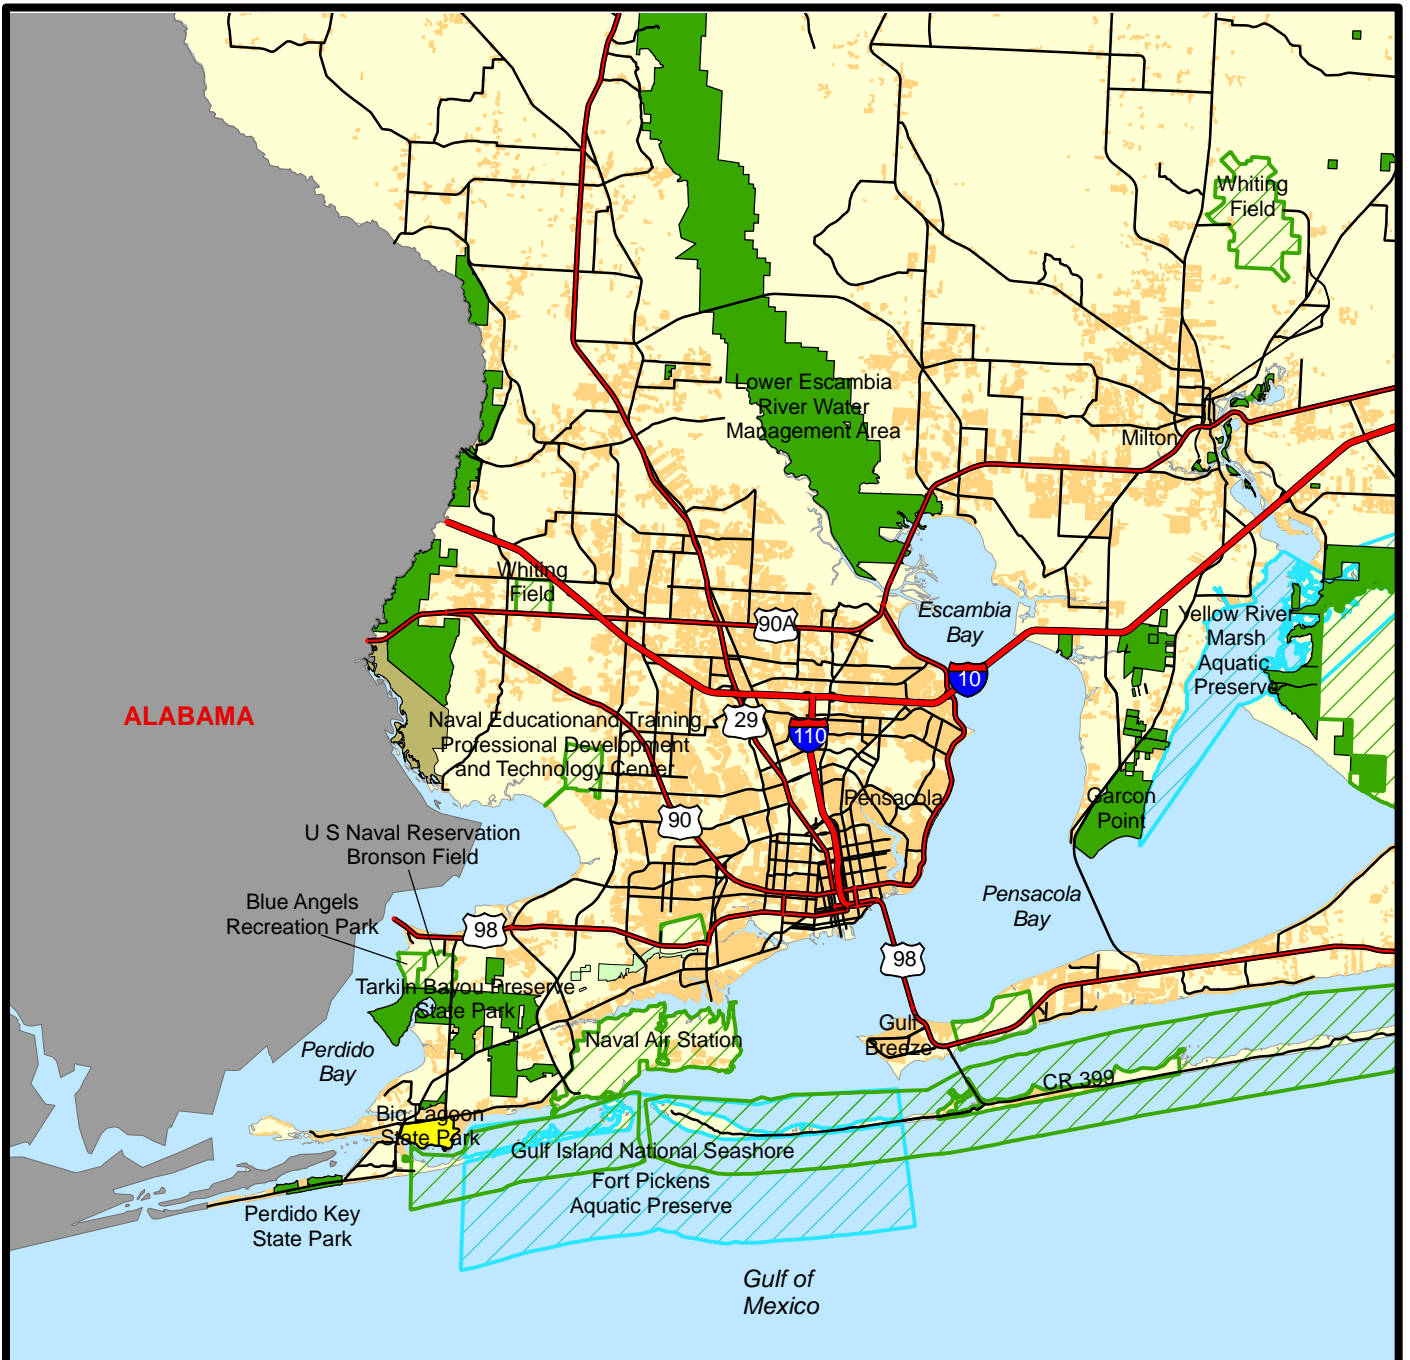 Whiting
Field
Lower Escambia
River Water
Management Area
Milton
Whiting
Field
Escambia
Bay
90A
Yellow River
Marsh
Aquatic
Preserve
10
ALABAMA
Naval Educationand Training
Professional Development
and Technology Center
29
110
Pensacola
Garcon
Point
90
U S Naval Reservation
Bronson Field
Blue Angels
Recreation Park
Pensacola
Bay
98
98
Tarkiln Bayou Preserve
State Park
Naval Air Station
Gulf
Breeze
Perdido
Bay
CR 399
Big Lagoon
State Park
Gulf Island National Seashore
Fort Pickens
Aquatic Preserve
Perdido Key
State Park
Gulf of
Mexico